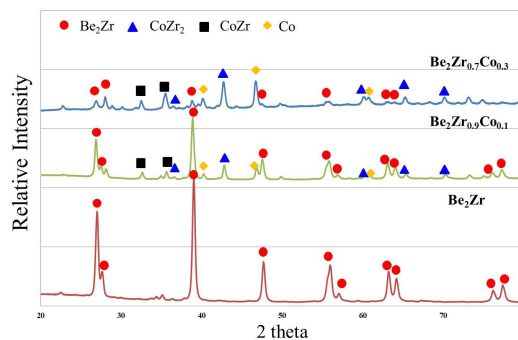 Be₂Zr CoZr₂ CoZr Co
Be₂Zr₀.₇Co₀.₃
Be₂Zr₀.₉Co₀.₁
Be₂Zr
Relative Intensity
20 30 40 50 60 70
2 theta